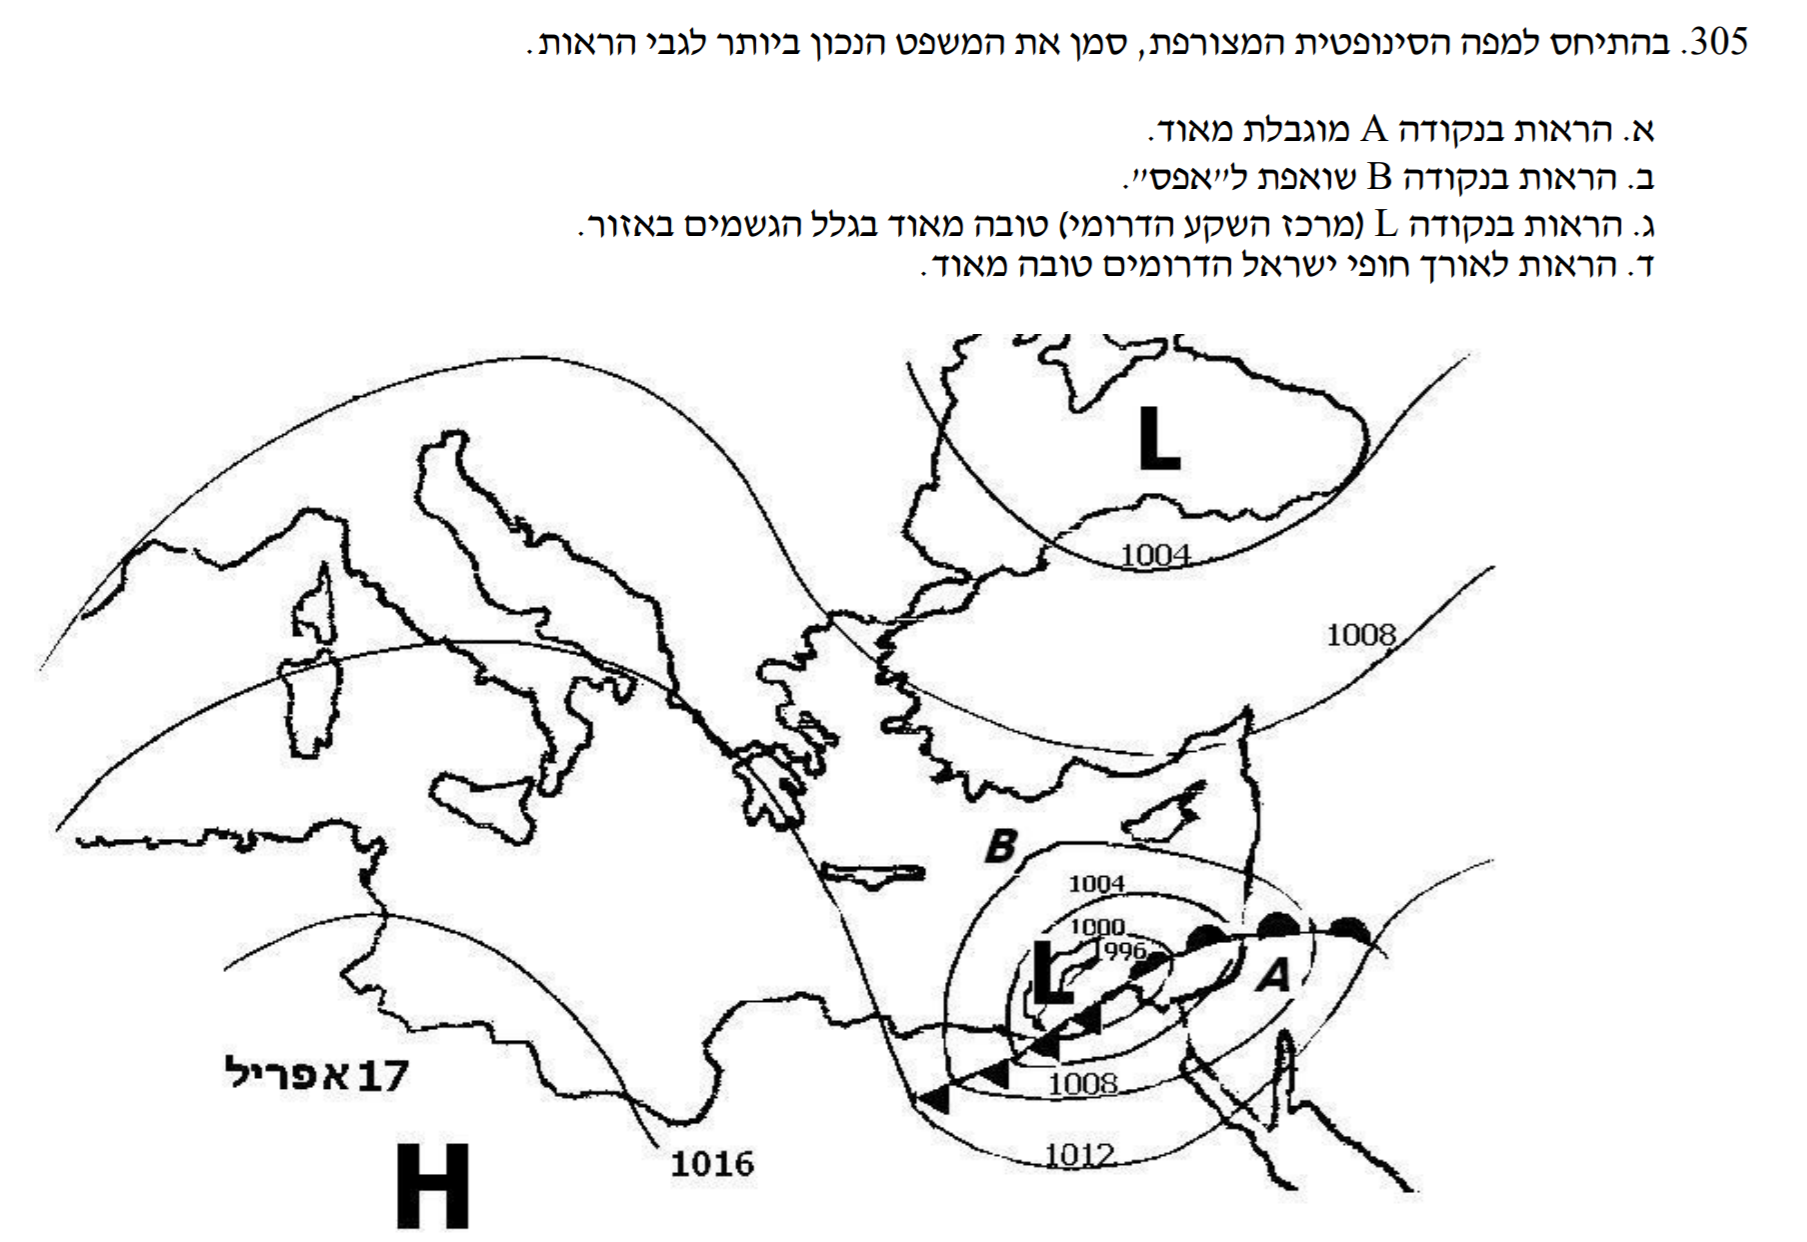 305. בהתיחס למפה הסינופטית המצורפת, סמן את המשפט הנכון ביותר לגבי הראות.
א. הראות בנקודה A מוגבלת מאוד.
ב. הראות בנקודה B שואפת ל״אפס״.
ג. הראות בנקודה L (מרכז השקע הדרומי) טובה מאוד בגלל הגשמים באזור.
ד. הראות לאורך חופי ישראל הדרומים טובה מאוד.
L
1004
1008
B
1004
1000
1996
L
A
17 אפריל
1008
1012
1016
H